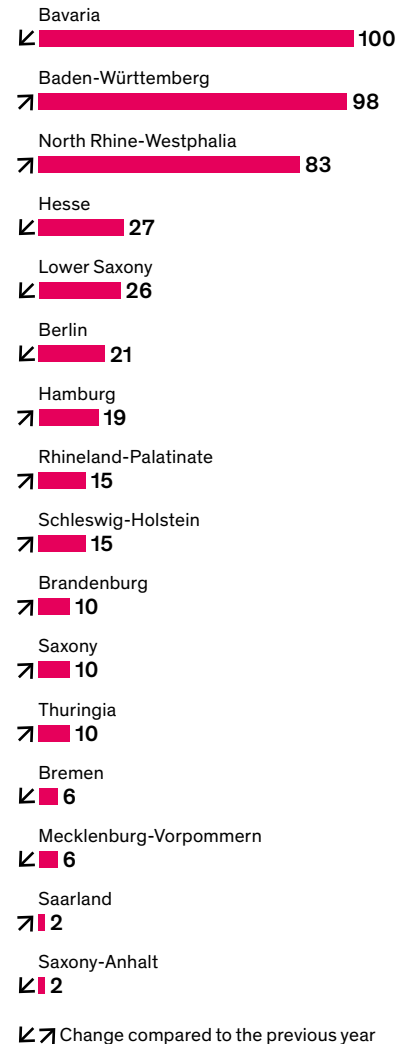 Bavaria
↙ 100
Baden-Württemberg
↗ 98
North Rhine-Westphalia
↗ 83
Hesse
↙ 27
Lower Saxony
↙ 26
Berlin
↙ 21
Hamburg
↗ 19
Rhineland-Palatinate
↗ 15
Schleswig-Holstein
↗ 15
Brandenburg
↗ 10
Saxony
↗ 10
Thuringia
↗ 10
Bremen
↙ 6
Mecklenburg-Vorpommern
↙ 6
Saarland
↗ 2
Saxony-Anhalt
↙ 2
↙ ↗ Change compared to the previous year